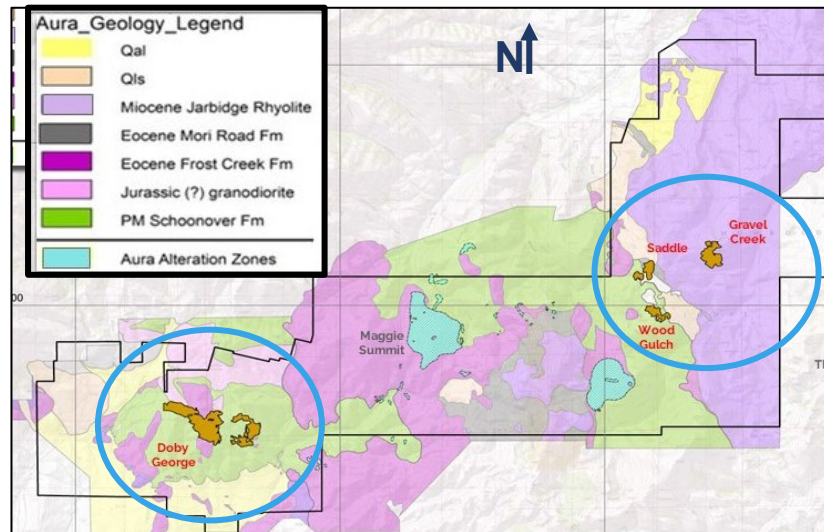 Aura_Geology_Legend
Qal
Qls
Miocene Jarbidge Rhyolite
Eocene Mori Road Fm
Eocene Frost Creek Fm
Jurassic (?) granodiorite
PM Schoonover Fm
Aura Alteration Zones
N
Gravel
Creek
Saddle
Wood
Gulch
Maggie
Summit
Doby
George
00